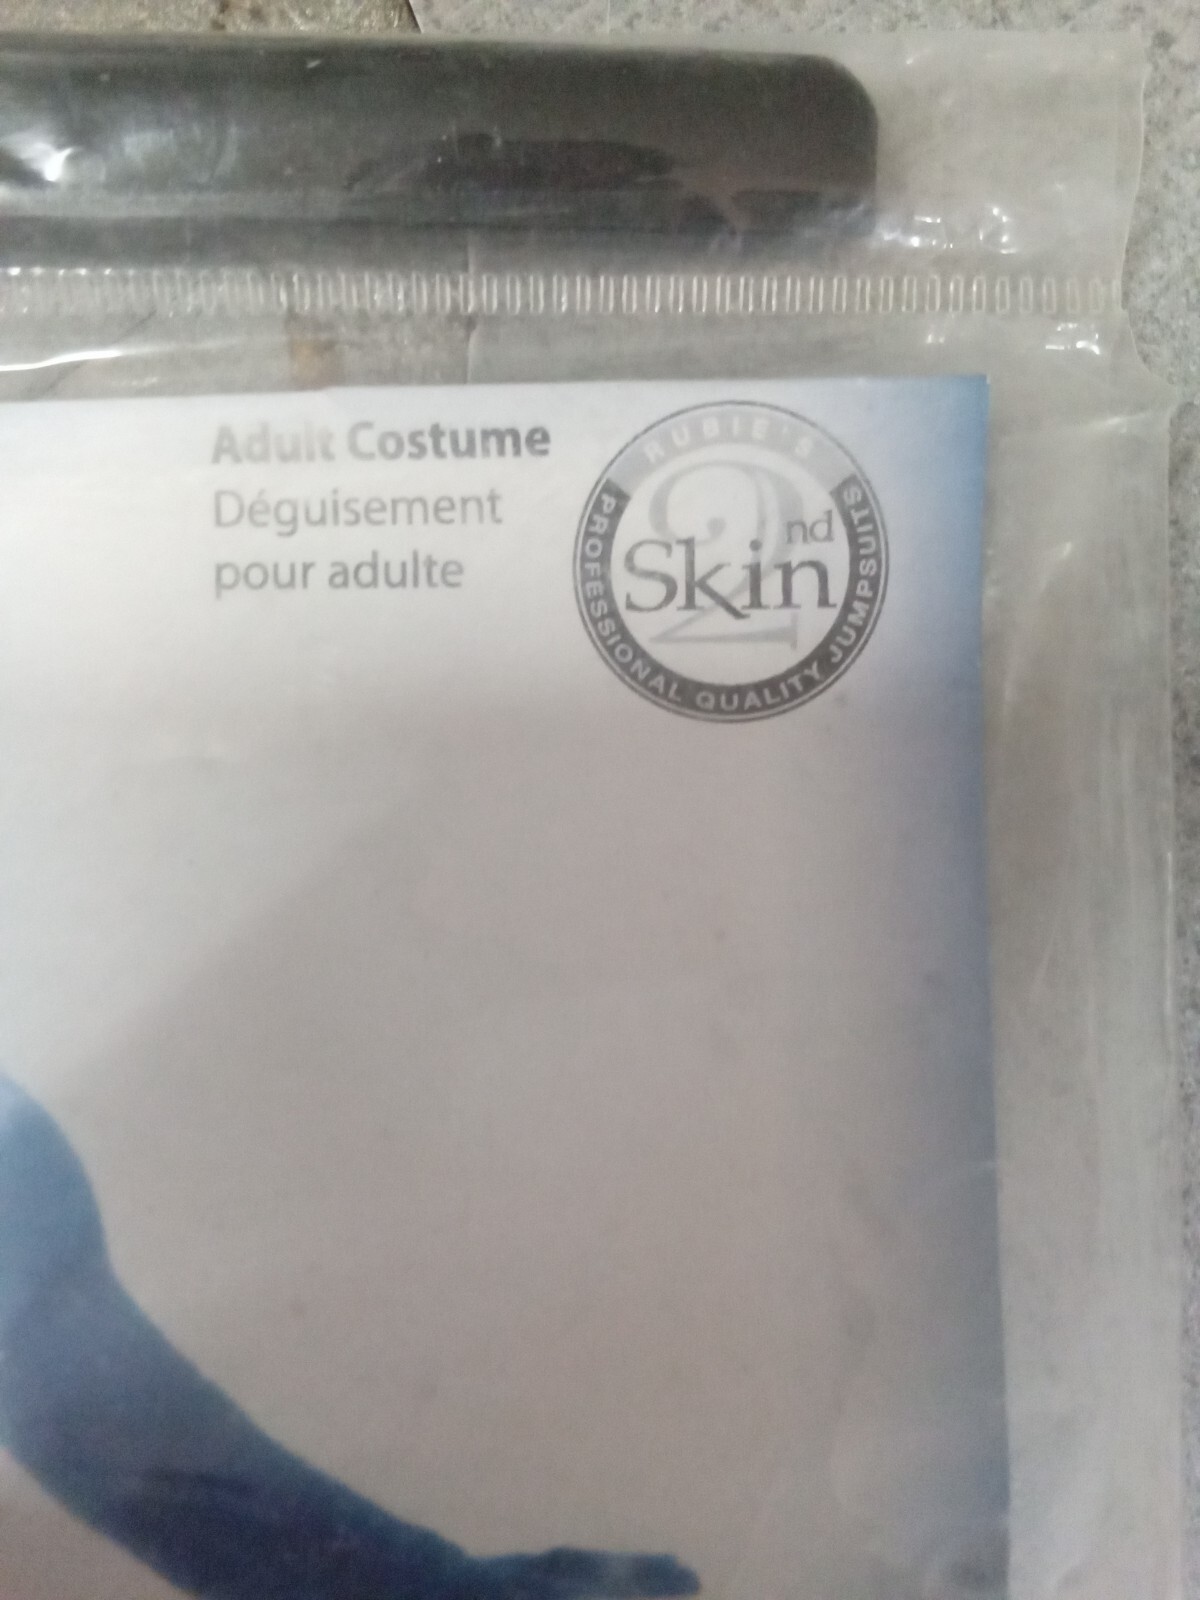 Adult Costume
Déguisement
pour adulte
RUBIE'S
2nd
Skin
PROFESSIONAL QUALITY JUMPSUITS